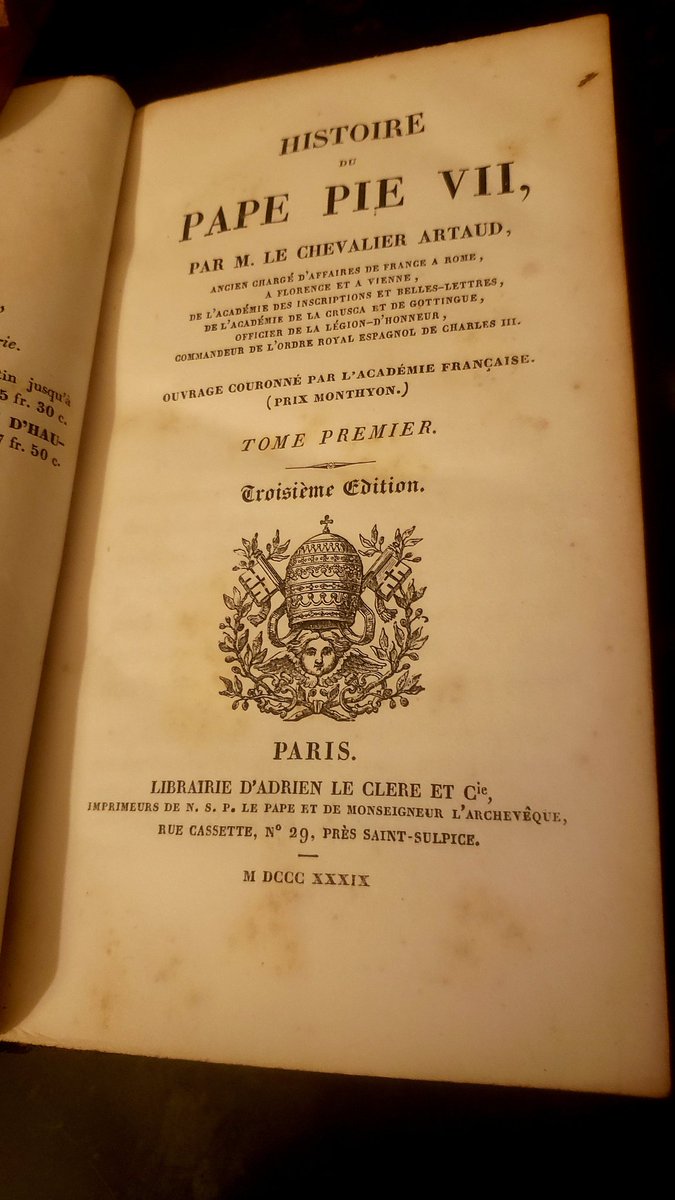 rie.
tin jusqu'à
5 fr. 30 c.
D'HAU-
7 fr. 50 c.
HISTOIRE
DU
PAPE PIE VII,
PAR M. LE CHEVALIER ARTAUD,
ANCIEN CHARGÉ D'AFFAIRES DE FRANCE A ROME,
A FLORENCE ET A VIENNE,
DE L'ACADÉMIE DES INSCRIPTIONS ET BELLES-LETTRES,
DE L'ACADÉMIE DE LA CRUSCA ET DE GOTTINGUE,
OFFICIER DE LA LÉGION-D'HONNEUR,
COMMANDEUR DE L'ORDRE ROYAL ESPAGNOL DE CHARLES III.
OUVRAGE COURONNÉ PAR L'ACADÉMIE FRANÇAISE.
(PRIX MONTHYON.)
TOME PREMIER.
Troisième Edition.
PARIS.
LIBRAIRIE D'ADRIEN LE CLERE ET Cie,
IMPRIMEURS DE N. S. P. LE PAPE ET DE MONSEIGNEUR L'ARCHEVÊQUE,
RUE CASSETTE, Nº 29, PRÈS SAINT-SULPICE.
M DCCC XXXIX